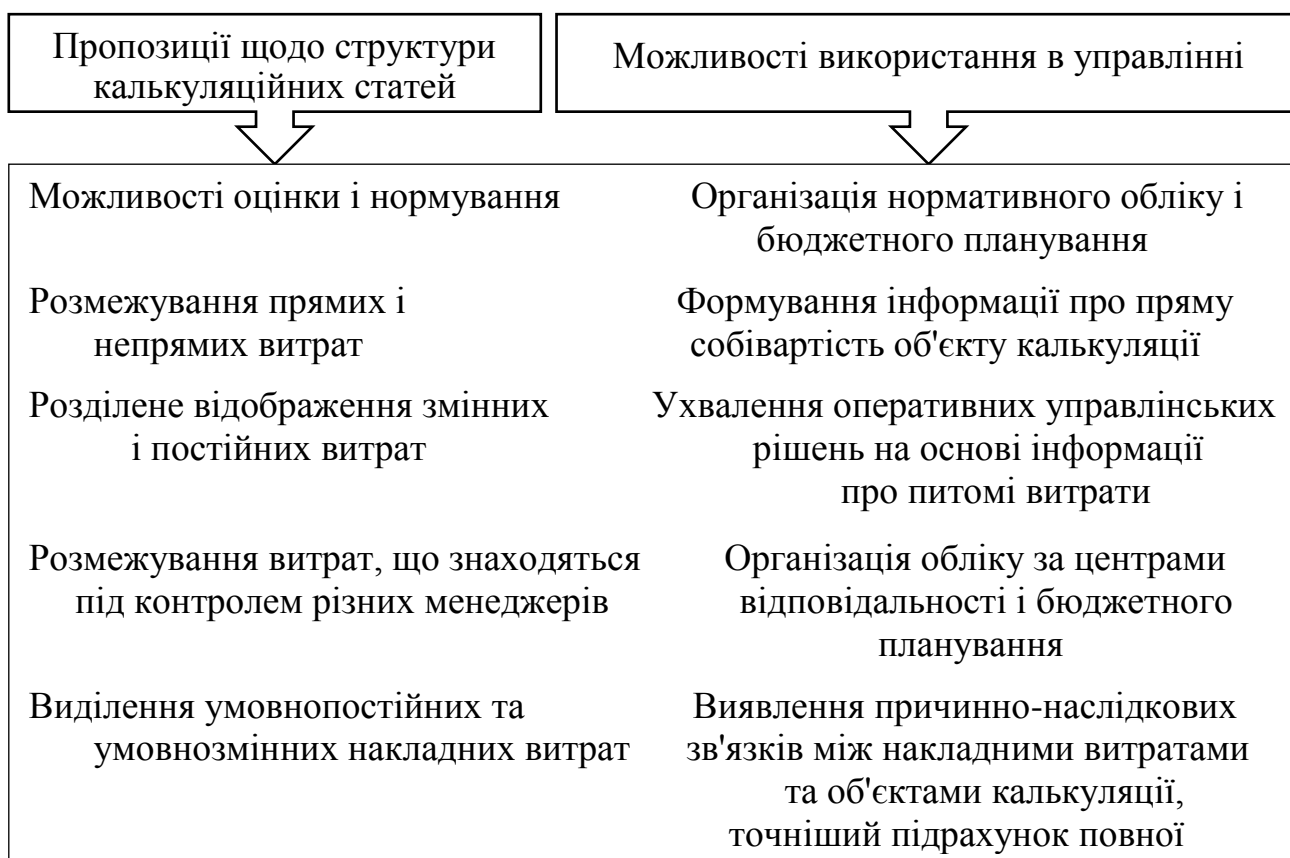 Пропозиції щодо структури
калькуляційних статей
Можливості використання в управлінні
Можливості оцінки і нормування
Організація нормативного обліку і
бюджетного планування
Розмежування прямих і
непрямих витрат
Формування інформації про пряму
собівартість об'єкту калькуляції
Розділене відображення змінних
і постійних витрат
Ухвалення оперативних управлінських
рішень на основі інформації
про питомі витрати
Розмежування витрат, що знаходяться
під контролем різних менеджерів
Організація обліку за центрами
відповідальності і бюджетного
планування
Виділення умовнопостійних та
умовнозмінних накладних витрат
Виявлення причинно-наслідкових
зв'язків між накладними витратами
та об'єктами калькуляції,
точніший підрахунок повної